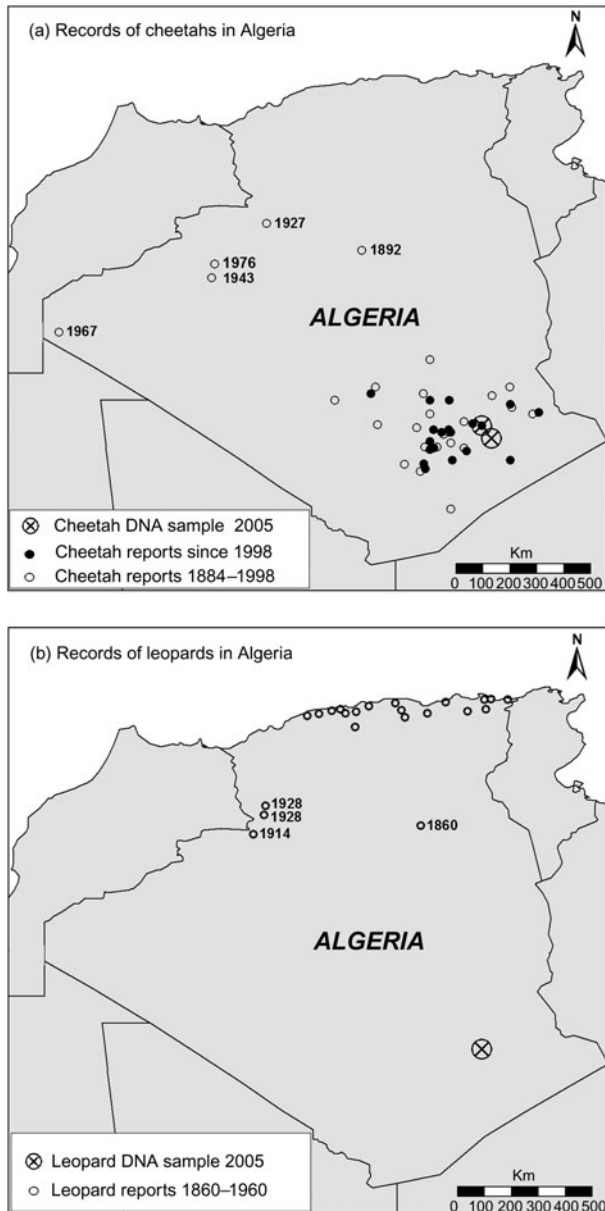 (a) Records of cheetahs in Algeria
N
1927
1892
1976
1943
ALGERIA
1967
Cheetah DNA sample 2005
Cheetah reports since 1998
Cheetah reports 1884–1998
Km
0 100 200 300 400 500
(b) Records of leopards in Algeria
N
1928
1928
1914
1860
ALGERIA
Leopard DNA sample 2005
Leopard reports 1860–1960
Km
0 100 200 300 400 500